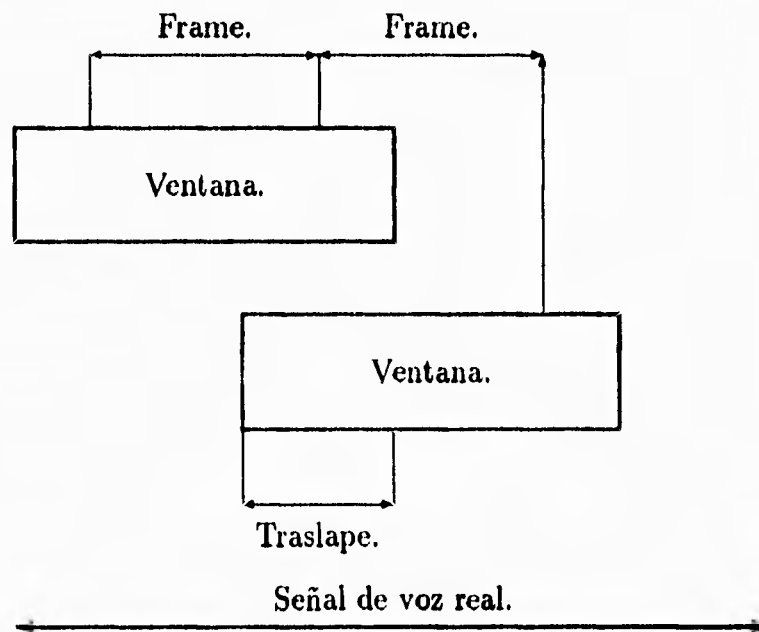 Frame. Frame.
Ventana.
Ventana.
Traslape.
Señal de voz real.